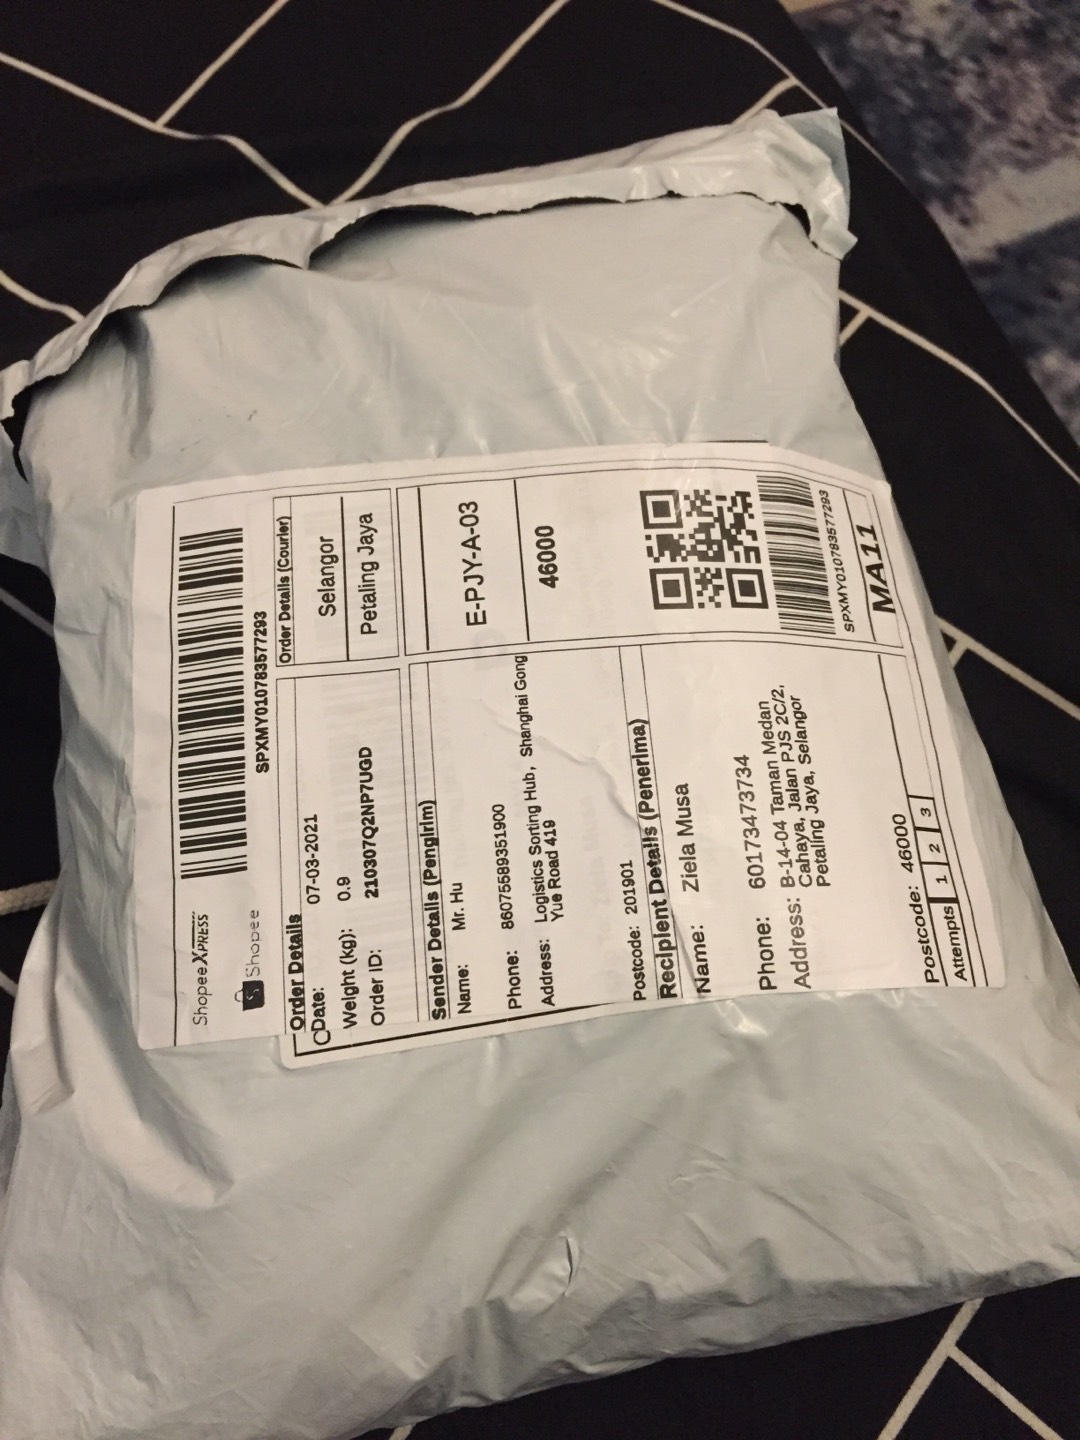 ShopeeXPRESS
Shopee
SPXMY010783577293
Order Details
Date: 07-03-2021
Weight (kg): 0.9
Order ID: 210307Q2NP7UGD
Order Details (Courier)
Selangor
Petaling Jaya
Sender Details (Pengirim)
Name: Mr. Hu
Phone: 86075589351900
Address: Logistics Sorting Hub, Shanghai Gong
Yue Road 419
Postcode: 201901
E-PJY-A-03
46000
Recipient Details (Penerima)
Name: Ziela Musa
Phone: 60173473734
Address: B-14-04 Taman Medan
Cahaya, Jalan PJS 2C/2,
Petaling Jaya, Selangor
Postcode: 46000
Attempts 1 2 3
SPXMY010783577293
MA11